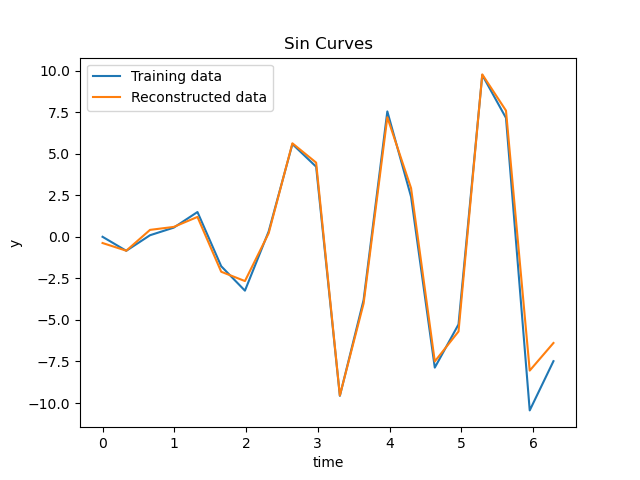 Sin Curves
Training data
Reconstructed data
10.0
7.5
5.0
2.5
0.0
−2.5
−5.0
−7.5
−10.0
y
0 1 2 3 4 5 6
time